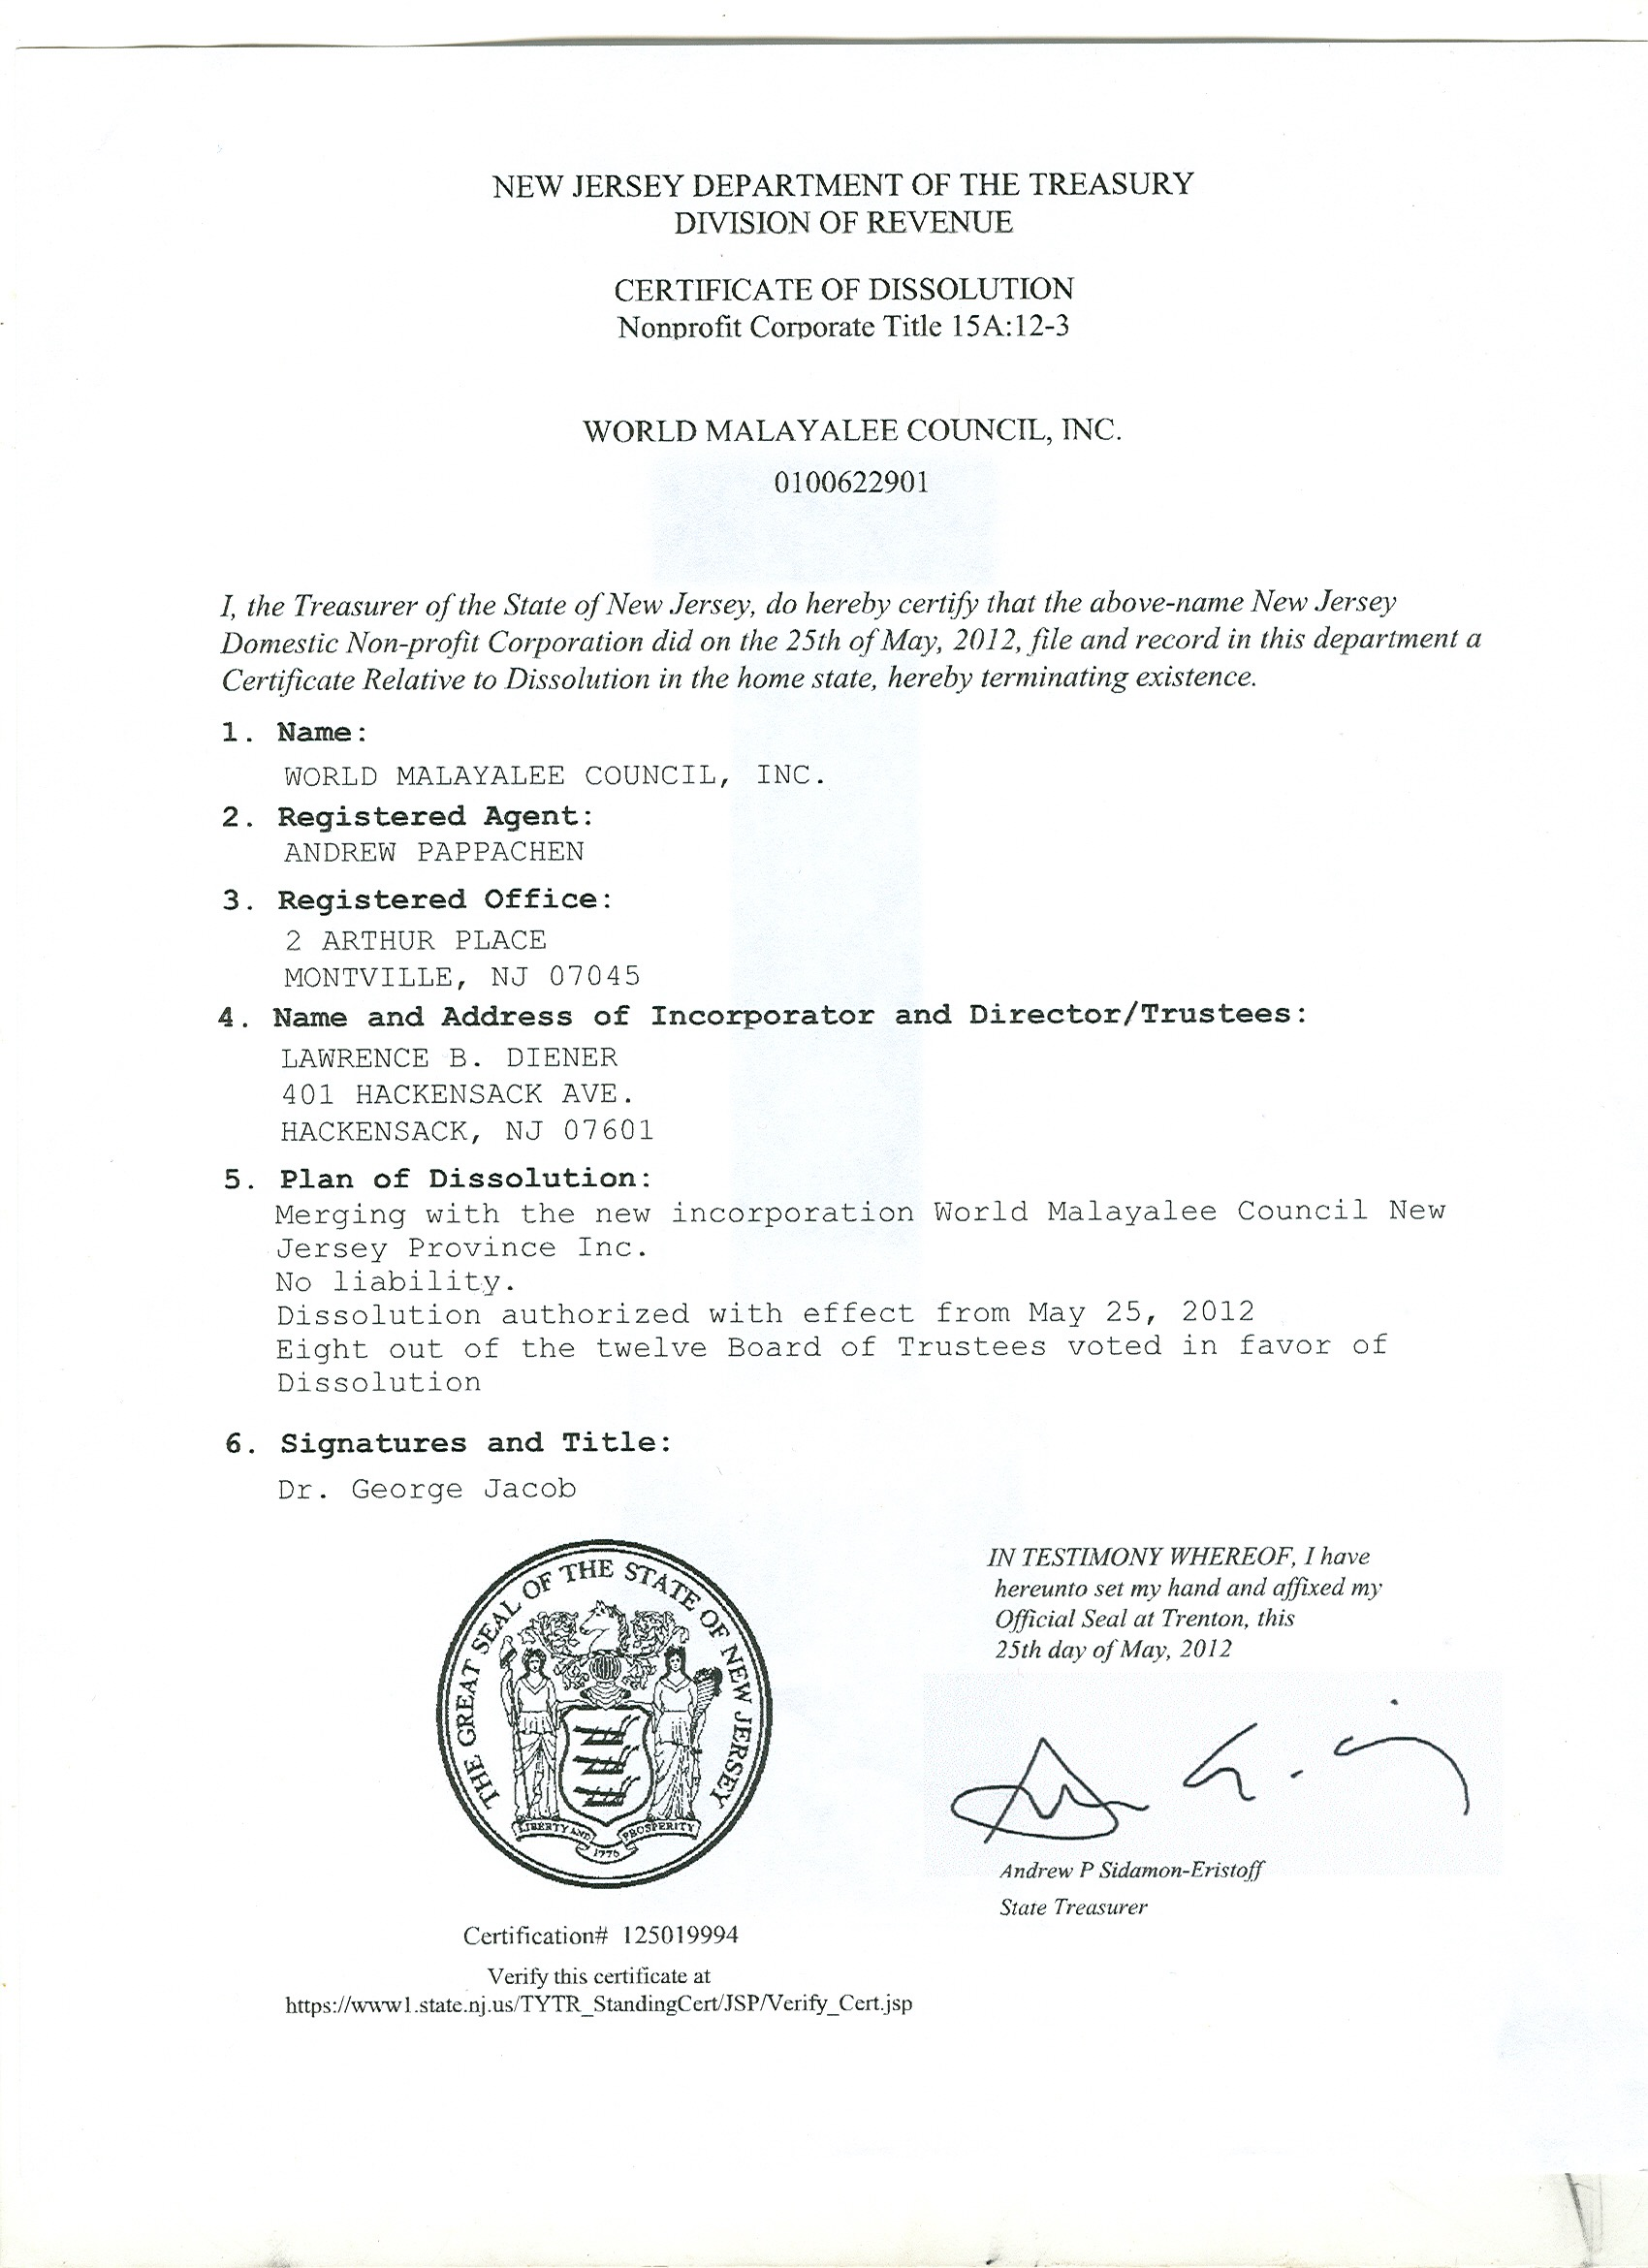 NEW JERSEY DEPARTMENT OF THE TREASURY
DIVISION OF REVENUE
CERTIFICATE OF DISSOLUTION
Nonprofit Corporate Title 15A:12-3
WORLD MALAYALEE COUNCIL, INC.
0100622901
I, the Treasurer of the State of New Jersey, do hereby certify that the above-name New Jersey
Domestic Non-profit Corporation did on the 25th of May, 2012, file and record in this department a
Certificate Relative to Dissolution in the home state, hereby terminating existence.
1. Name:
WORLD MALAYALEE COUNCIL, INC.
2. Registered Agent:
ANDREW PAPPACHEN
3. Registered Office:
2 ARTHUR PLACE
MONTVILLE, NJ 07045
4. Name and Address of Incorporator and Director/Trustees:
LAWRENCE B. DIENER
401 HACKENSACK AVE.
HACKENSACK, NJ 07601
5. Plan of Dissolution:
Merging with the new incorporation World Malayalee Council New
Jersey Province Inc.
No liability.
Dissolution authorized with effect from May 25, 2012
Eight out of the twelve Board of Trustees voted in favor of
Dissolution
6. Signatures and Title:
Dr. George Jacob
THE GREAT SEAL OF THE STATE OF NEW JERSEY
LIBERTY AND PROSPERITY
1776
IN TESTIMONY WHEREOF, I have
hereunto set my hand and affixed my
Official Seal at Trenton, this
25th day of May, 2012
Andrew P Sidamon-Eristoff
State Treasurer
Certification# 125019994
Verify this certificate at
https://www1.state.nj.us/TYTR_StandingCert/JSP/Verify_Cert.jsp